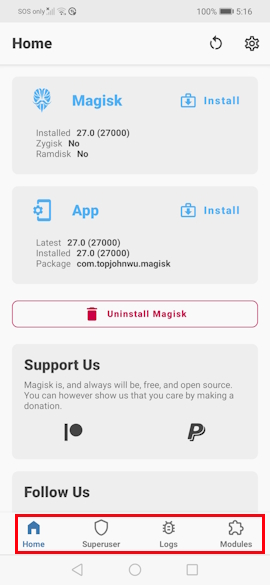 SOS only 100% 5:16
Home
Magisk Install
Installed 27.0 (27000)
Zygisk No
Ramdisk No
App Install
Latest 27.0 (27000)
Installed 27.0 (27000)
Package com.topjohnwu.magisk
Uninstall Magisk
Support Us
Magisk is, and always will be, free, and open source.
You can however show us that you care by making a
donation.
Follow Us
Home Superuser Logs Modules